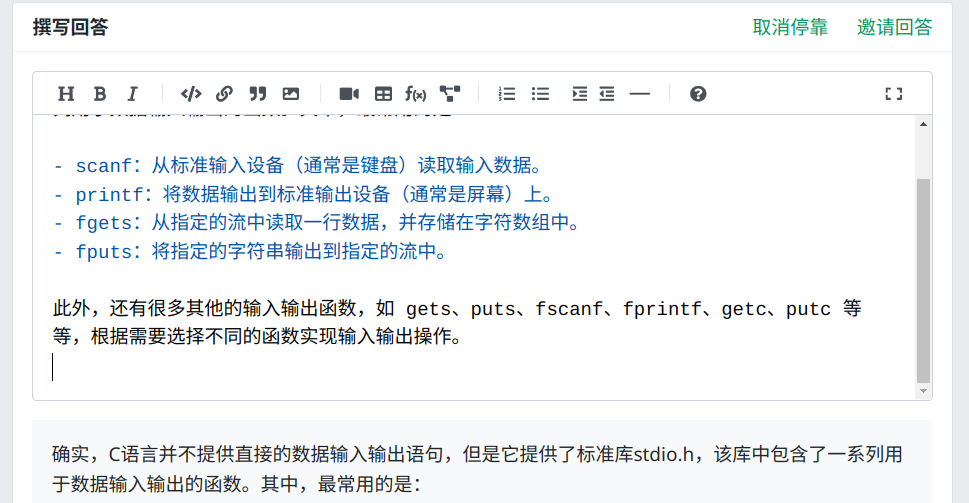 撰写回答
取消停靠 邀请回答
H B I </> f(x)
- scanf: 从标准输入设备（通常是键盘）读取输入数据。
- printf: 将数据输出到标准输出设备（通常是屏幕）上。
- fgets: 从指定的流中读取一行数据，并存储在字符数组中。
- fputs: 将指定的字符串输出到指定的流中。
此外，还有很多其他的输入输出函数，如 gets、puts、fscanf、fprintf、getc、putc 等
等，根据需要选择不同的函数实现输入输出操作。
确实，C语言并不提供直接的数据输入输出语句，但是它提供了标准库stdio.h，该库中包含了一系列用
于数据输入输出的函数。其中，最常用的是：